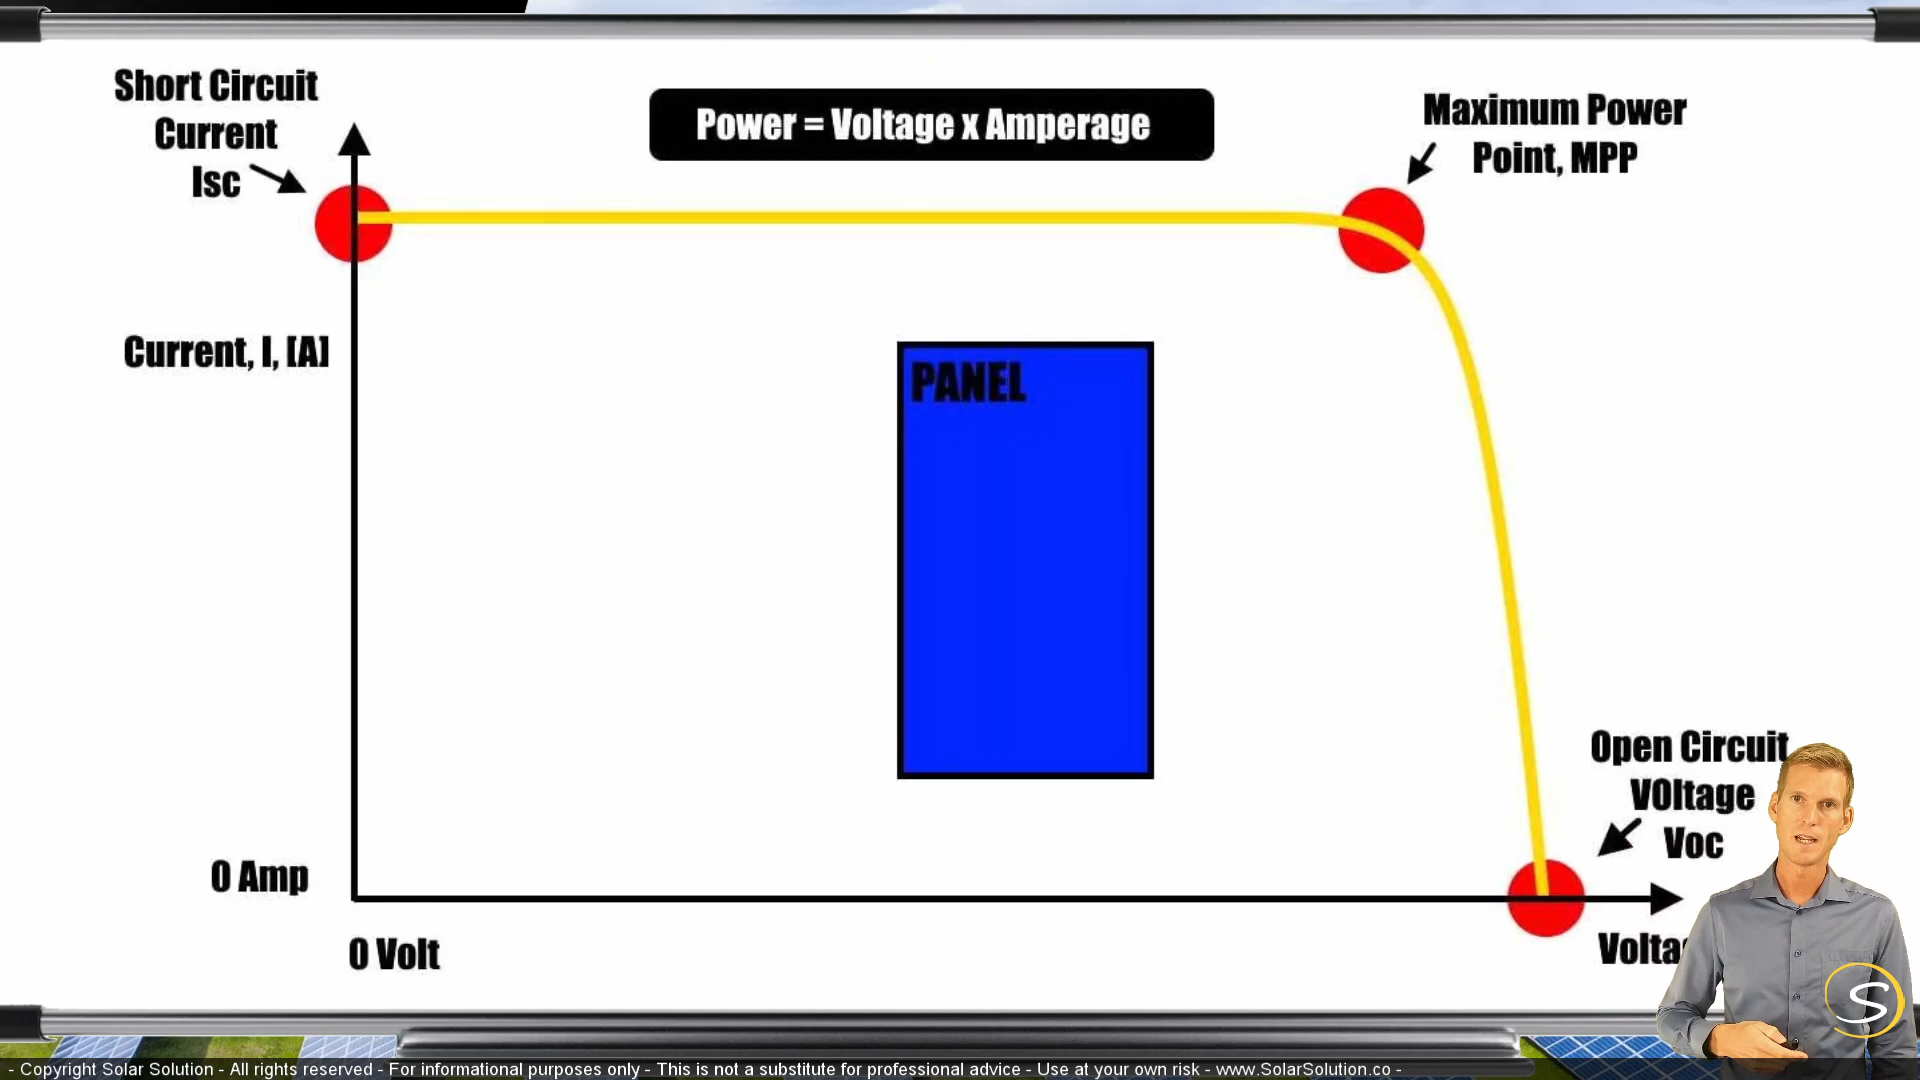 Short Circuit
Current
Isc
Power = Voltage x Amperage
Maximum Power
Point, MPP
Current, I, [A]
PANEL
Open Circuit
VOltage
Voc
0 Amp
0 Volt
Volta
S
- Copyright Solar Solution - All rights reserved - For informational purposes only - This is not a substitute for professional advice - Use at your own risk - www.SolarSolution.co -